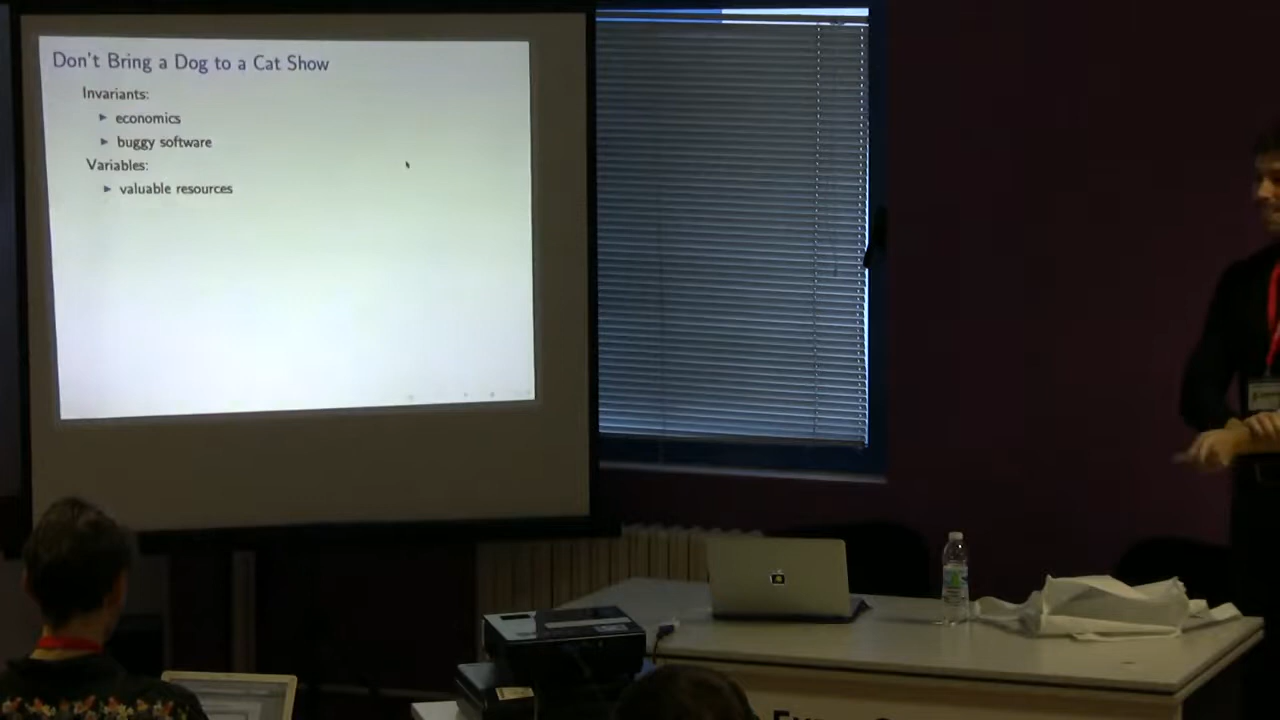 Don't Bring a Dog to a Cat Show
Invariants:
economics
buggy software
Variables:
valuable resources